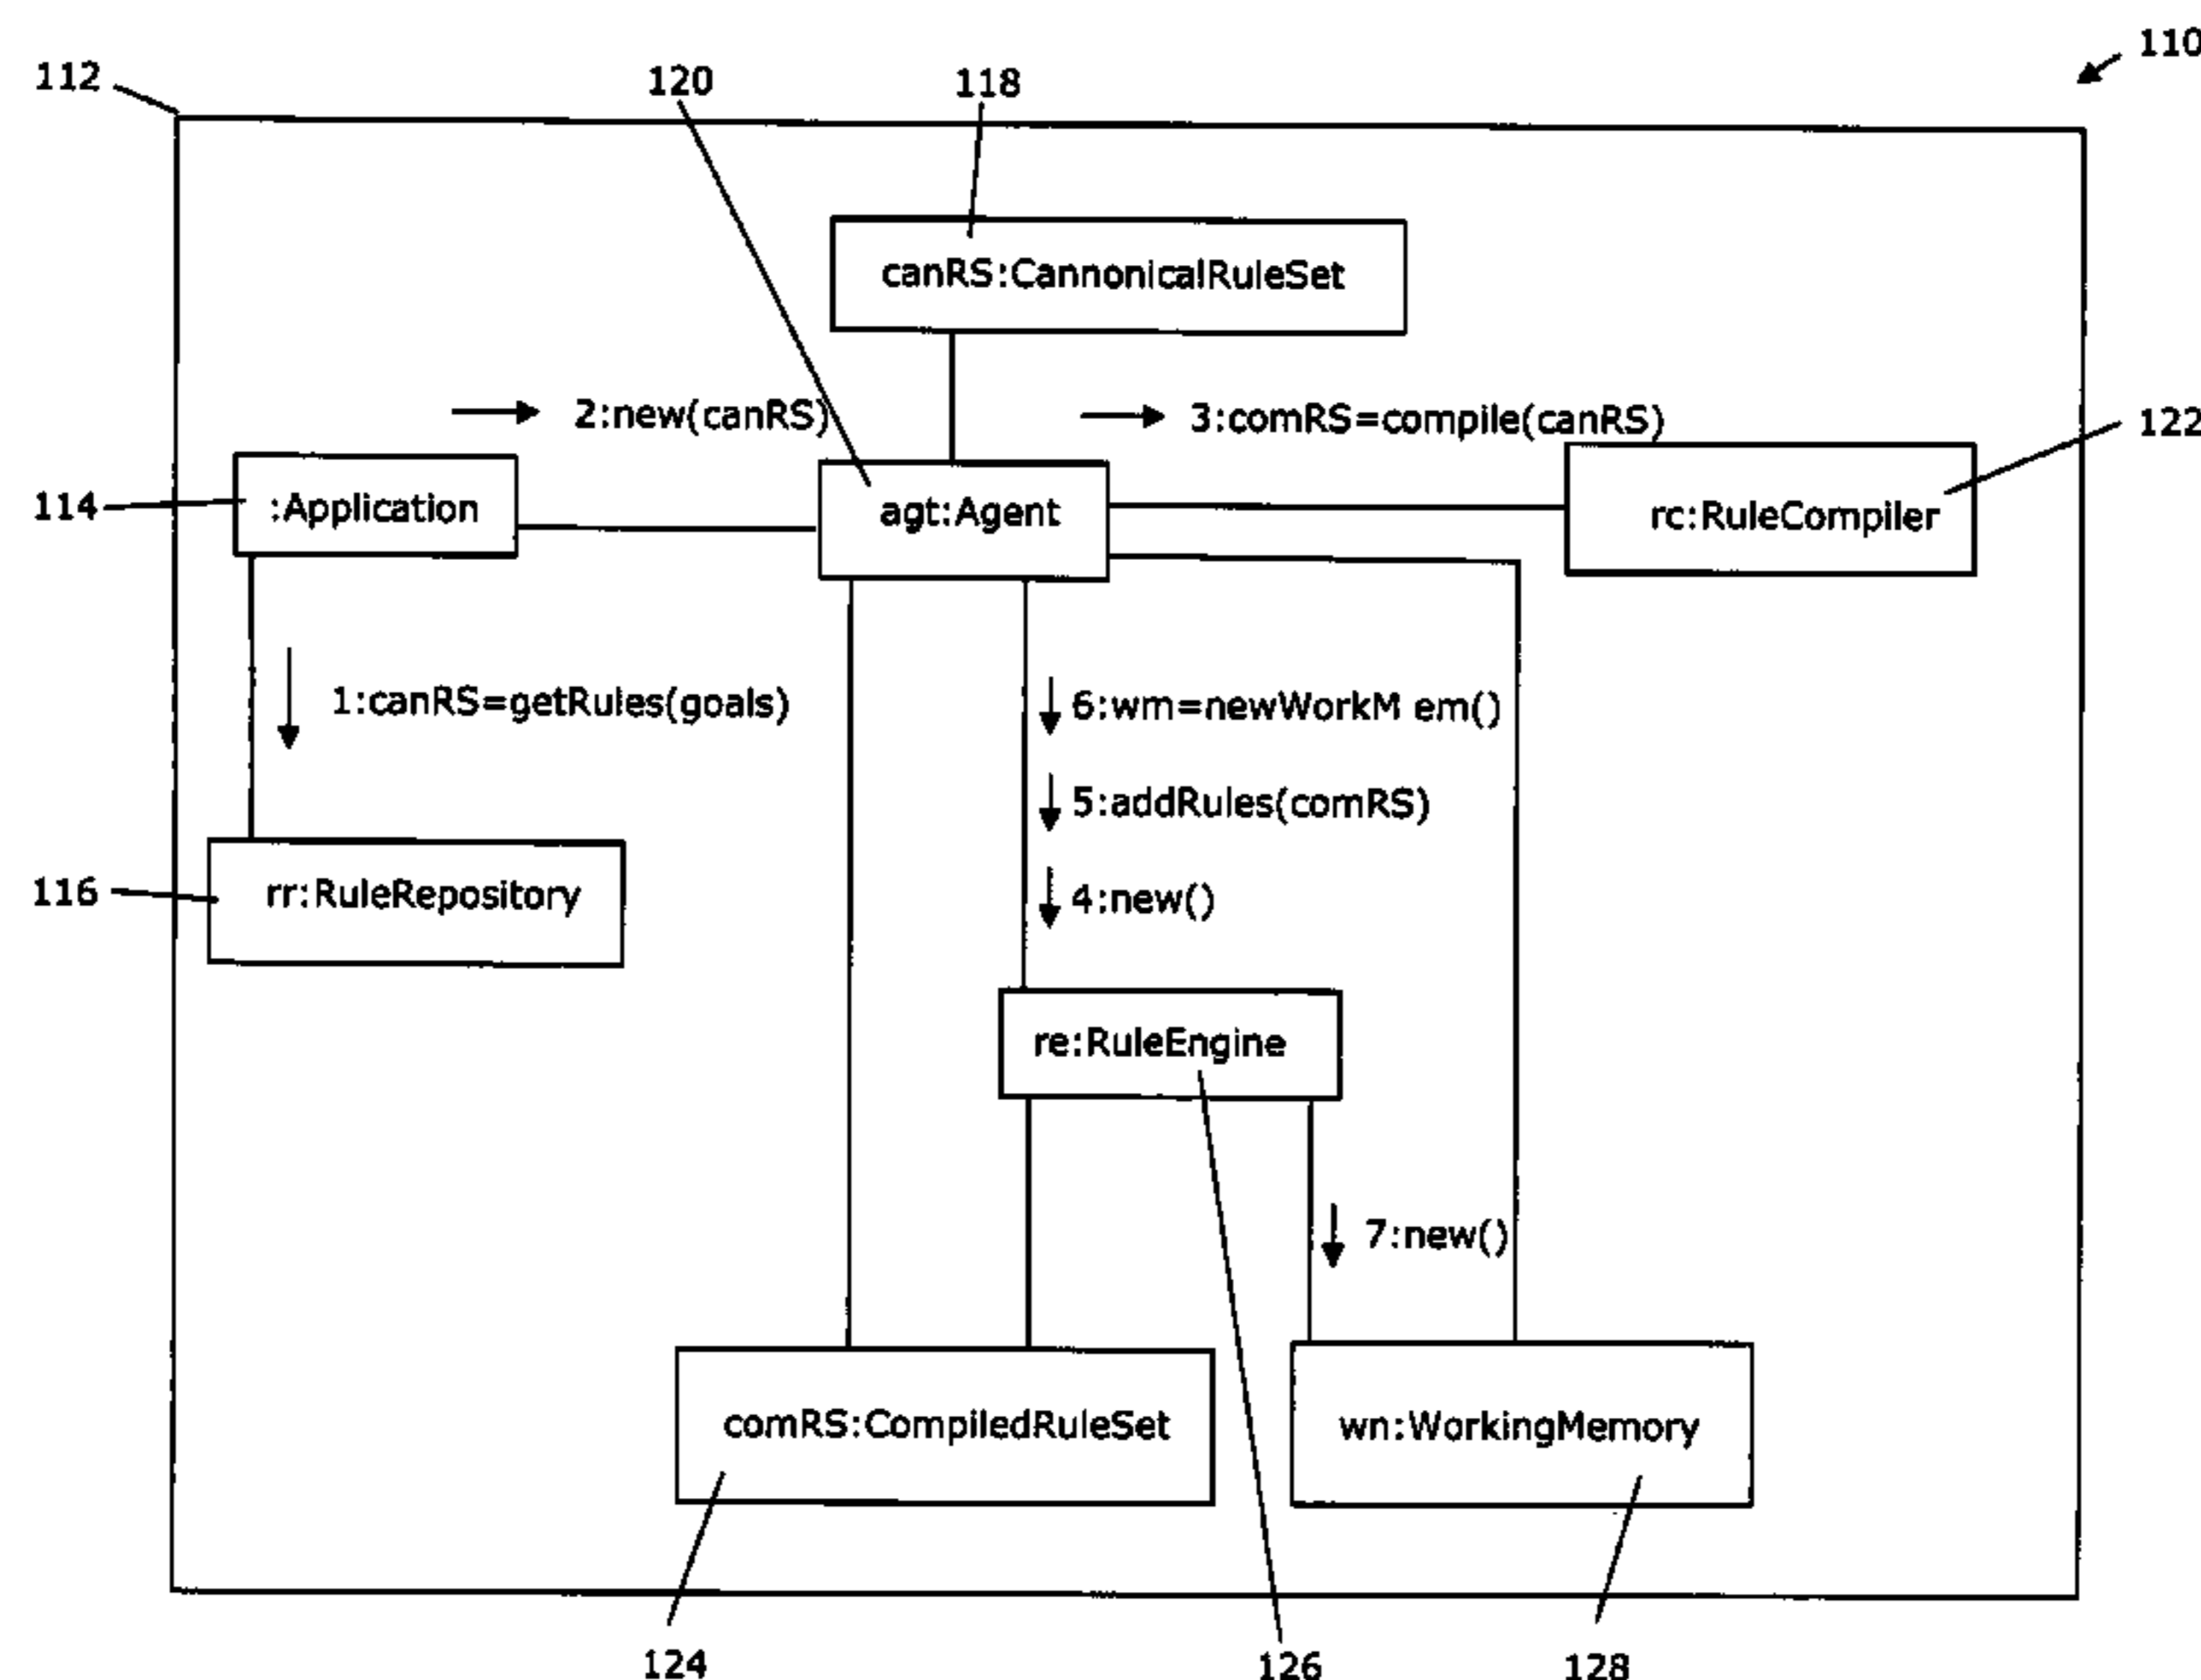 110
112
120
118
canRS:CannonicalRuleSet
2:new(canRS)
3:comRS=compile(canRS)
122
114
:Application
agt:Agent
rc:RuleCompiler
1:canRS=getRules(goals)
6:wm=newWorkM em()
5:addRules(comRS)
4:new()
116
rr:RuleRepository
re:RuleEngine
7:new()
comRS:CompiledRuleSet
wn:WorkingMemory
124
126
128